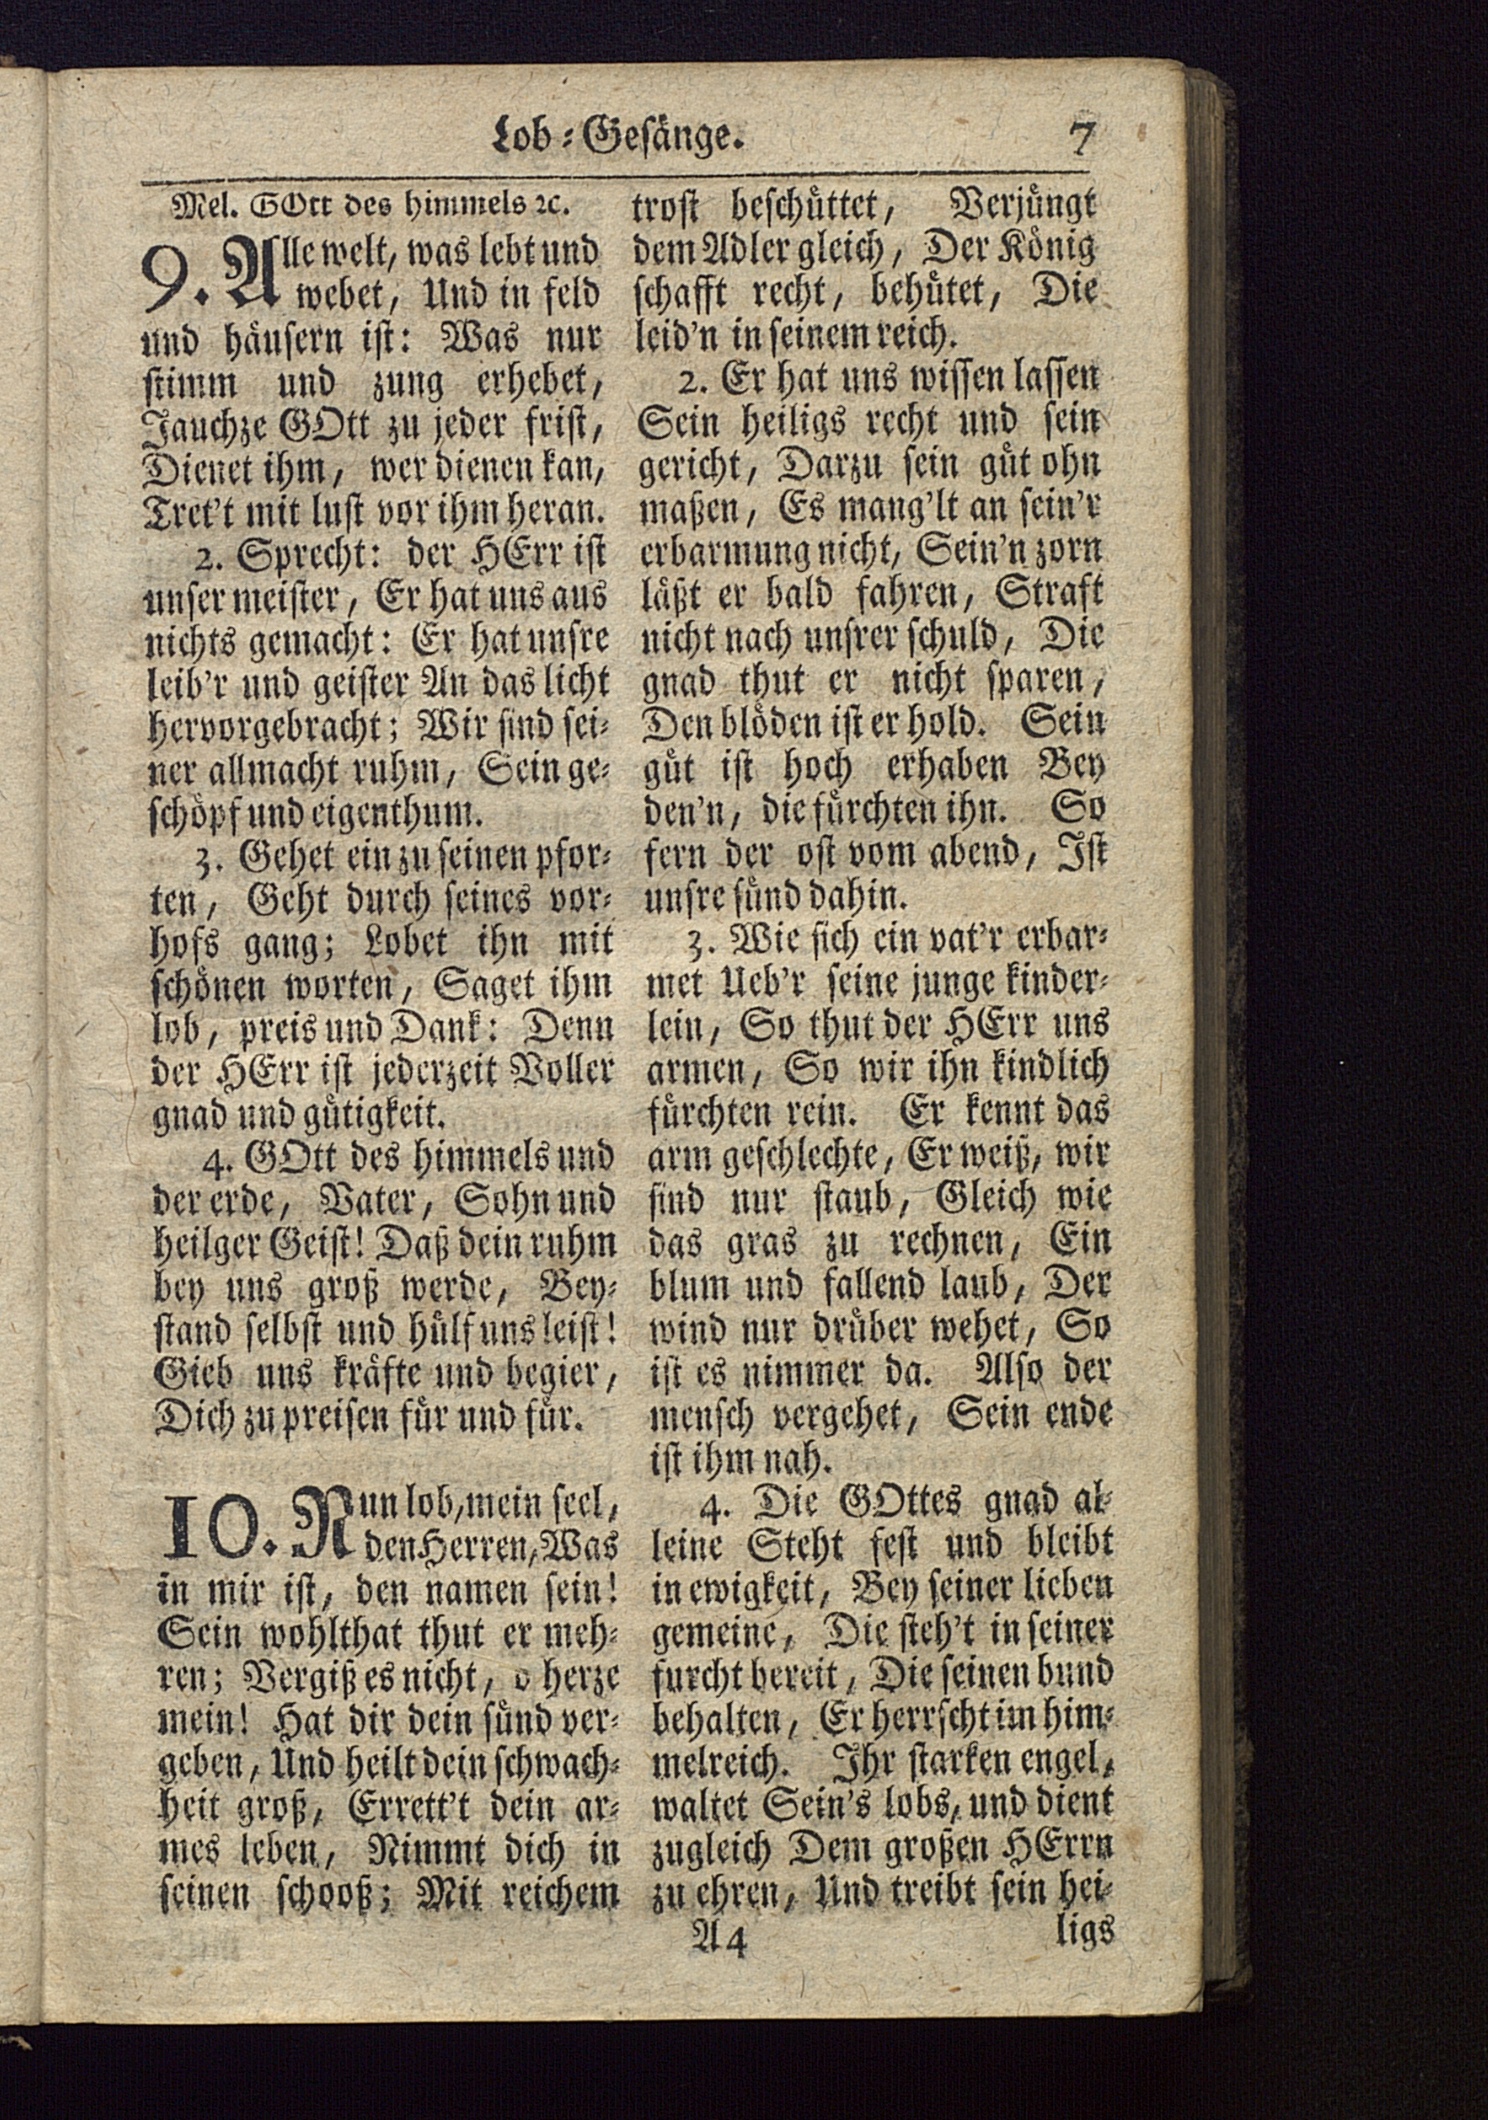 Lob-Gesänge. 7
Mel. GOtt des himmels ꝛc.
9. Alle welt, was lebt und
webet, Und in feld
und häusern ist: Was nur
stimm und zung erhebet,
Jauchze GOtt zu jeder frist,
Dienet ihm, wer dienen kan,
Tret't mit lust vor ihm heran.
2. Sprecht: der HErr ist
unser meister, Er hat uns aus
nichts gemacht: Er hat unsre
leib'r und geister An das licht
hervorgebracht; Wir sind sei-
ner allmacht ruhm, Sein ge-
schöpf und eigenthum.
3. Gehet ein zu seinen pfor-
ten, Geht durch seines vor-
hofs gang; Lobet ihn mit
schönen worten, Saget ihm
lob, preis und Dank: Denn
der HErr ist jederzeit Voller
gnad und gütigkeit.
4. GOtt des himmels und
der erde, Vater, Sohn und
heilger Geist! Daß dein ruhm
bey uns groß werde, Bey-
stand selbst und hülf uns leist!
Gieb uns kräfte und begier,
Dich zu preisen für und für.
10. Nun lob, mein seel,
den Herren, Was
in mir ist, den namen sein!
Sein wohlthat thut er meh-
ren; Vergiß es nicht, o herze
mein! Hat dir dein sünd ver-
geben, Und heilt dein schwach-
heit groß, Errett't dein ar-
mes leben, Nimmt dich in
seinen schooß; Mit reichem
trost beschüttet, Verjüngt
dem Adler gleich, Der König
schafft recht, behütet, Die
leid'n in seinem reich.
2. Er hat uns wissen lassen
Sein heiligs recht und sein
gericht, Darzu sein güt ohn
maßen, Es mang'lt an sein'r
erbarmung nicht, Sein'n zorn
läßt er bald fahren, Straft
nicht nach unsrer schuld, Die
gnad thut er nicht sparen,
Den blöden ist er hold. Sein
güt ist hoch erhaben Bey
den'n, die fürchten ihn. So
fern der ost vom abend, Ist
unsre sünd dahin.
3. Wie sich ein vat'r erbar-
met Ueb'r seine junge kinder-
lein, So thut der HErr uns
armen, So wir ihn kindlich
fürchten rein. Er kennt das
arm geschlechte, Er weiß, wir
sind nur staub, Gleich wie
das gras zu rechnen, Ein
blum und fallend laub, Der
wind nur drüber wehet, So
ist es nimmer da. Also der
mensch vergehet, Sein ende
ist ihm nah.
4. Die GOttes gnad al-
leine Steht fest und bleibt
in ewigkeit, Bey seiner lieben
gemeine, Die steh't in seiner
furcht bereit, Die seinen bund
behalten, Er herrscht im him-
melreich. Ihr starken engel,
waltet Sein's lobs, und dient
zugleich Dem großen HErrn
zu ehren, Und treibt sein hei-
A 4 ligs